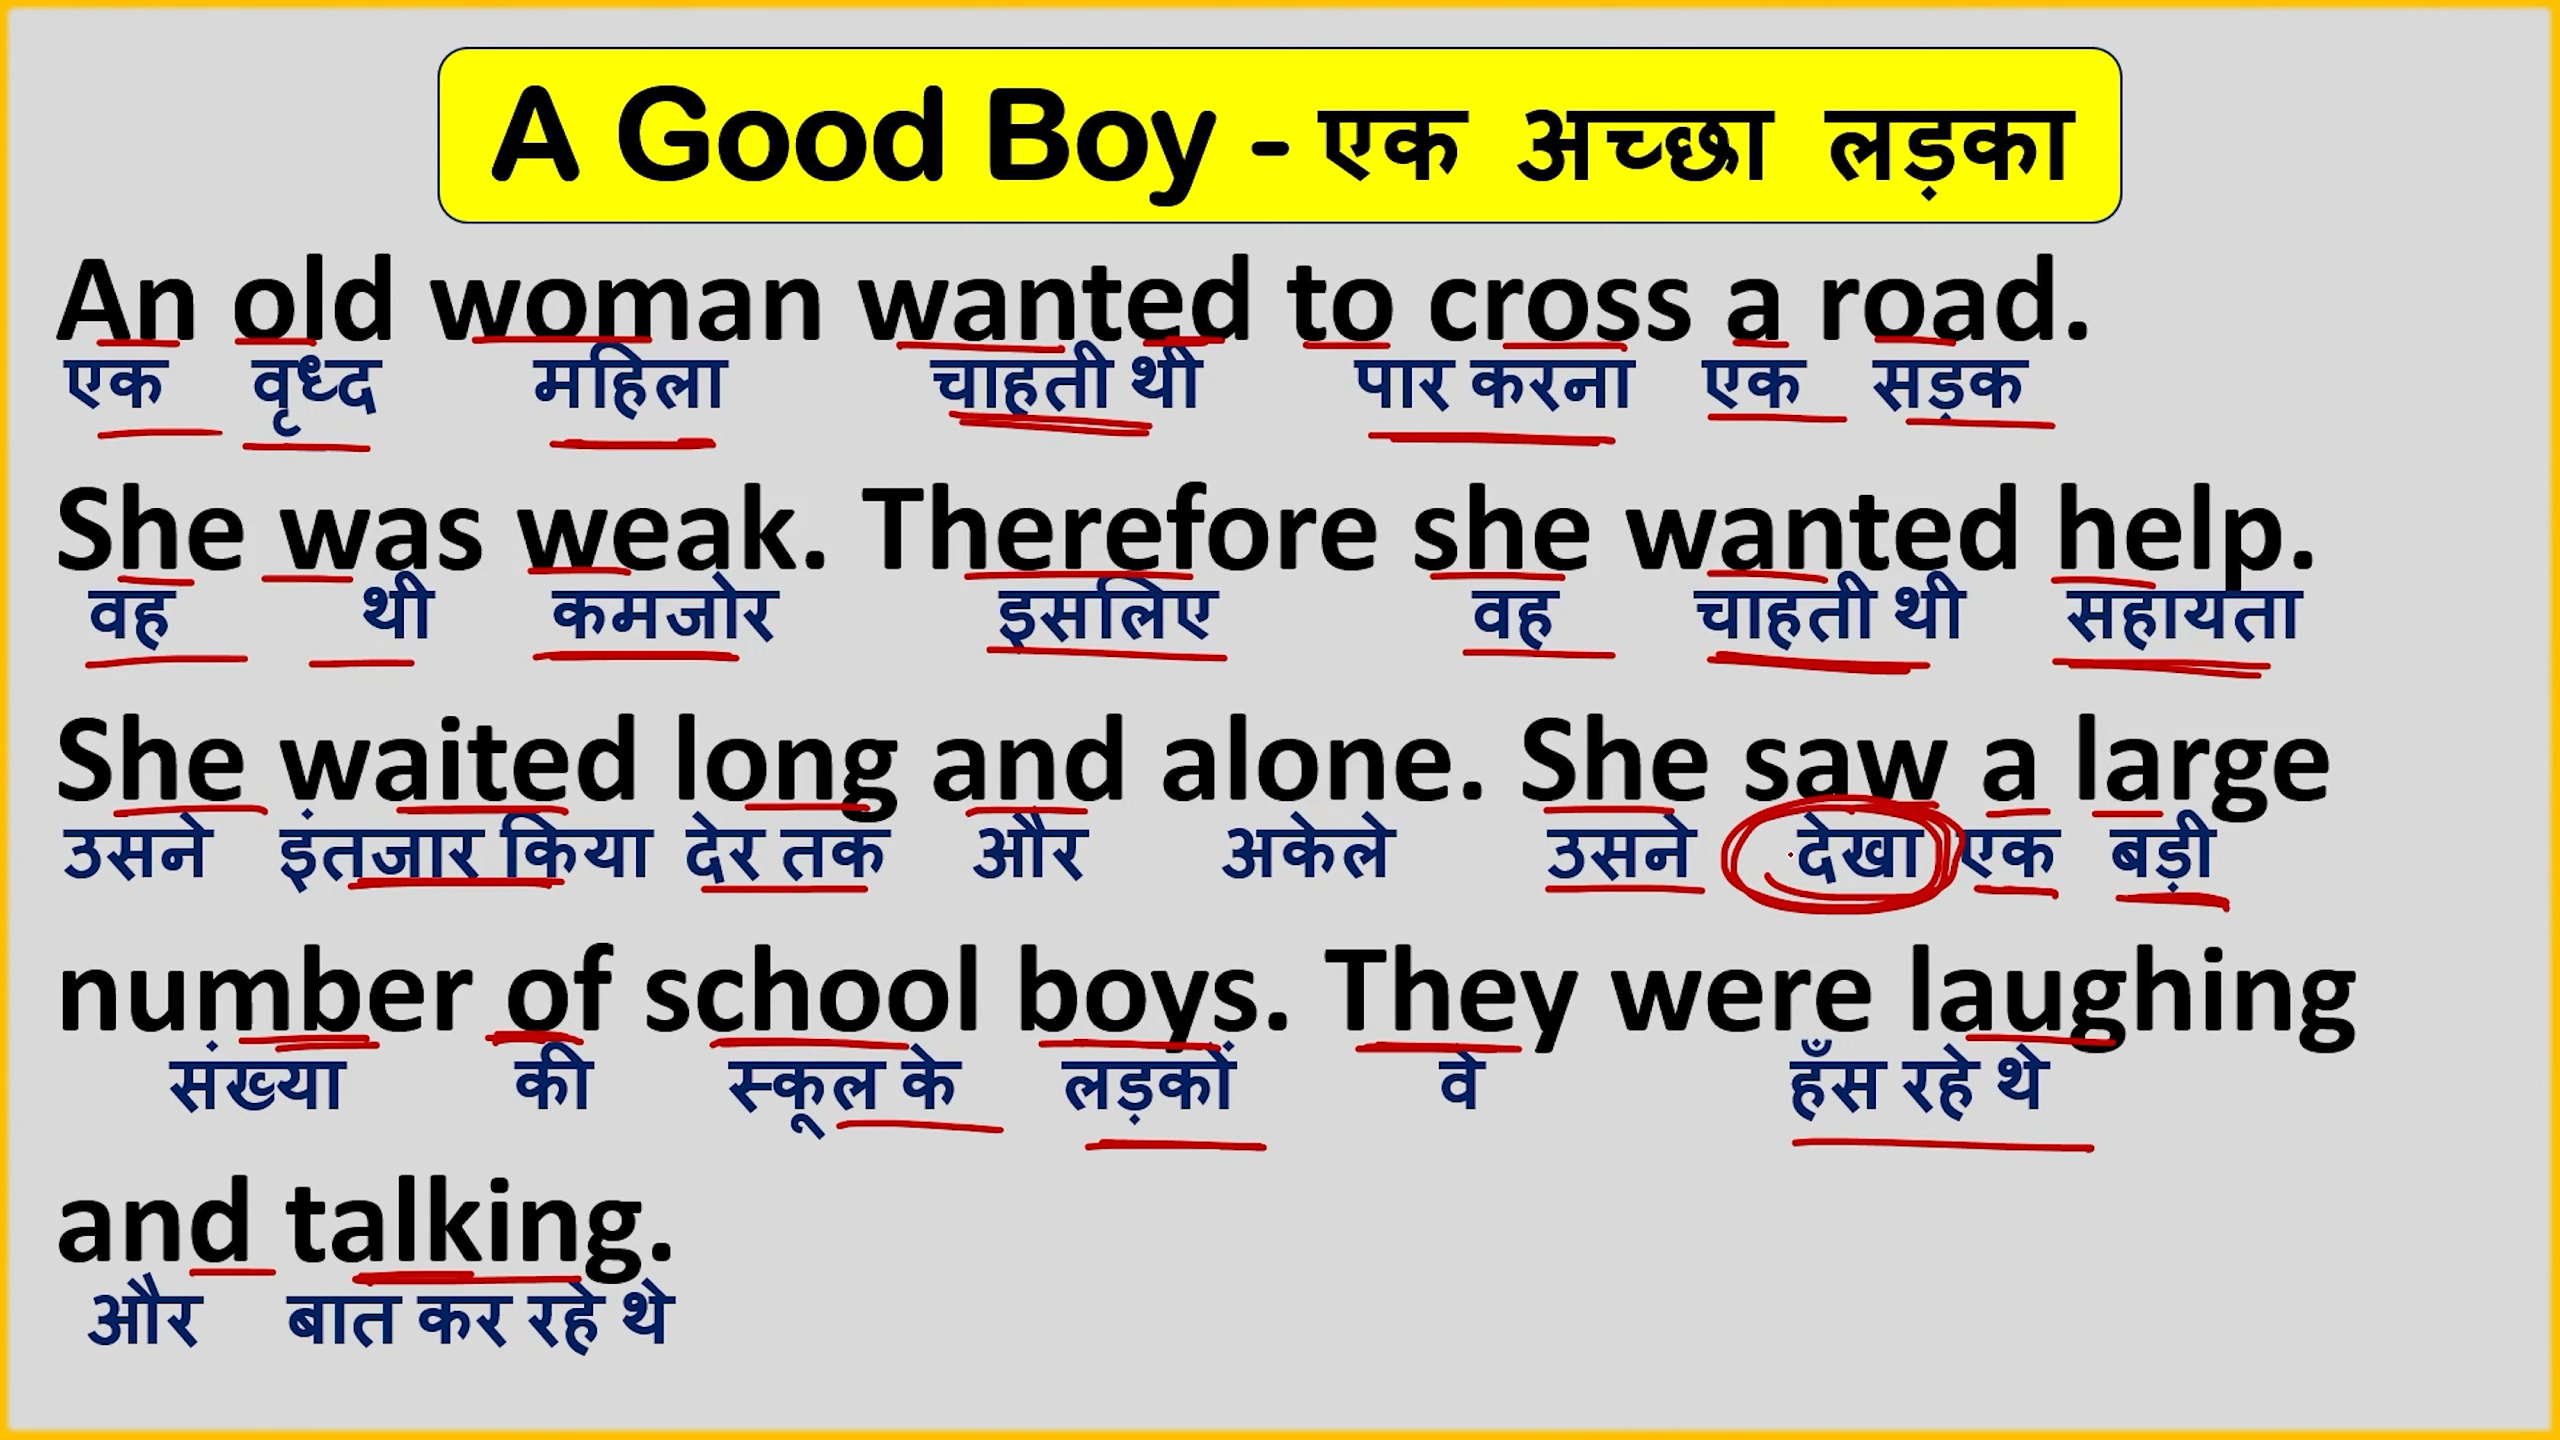 A Good Boy - एक अच्छा लड़का
An old woman wanted to cross a road.
एक वृध्द महिला चाहती थी पार करना एक सड़क
She was weak. Therefore she wanted help.
वह थी कमजोर इसलिए वह चाहती थी सहायता
She waited long and alone. She saw a large
उसने इंतजार किया देर तक और अकेले उसने देखा एक बड़ी
number of school boys. They were laughing
संख्या की स्कूल के लड़कों वे हँस रहे थे
and talking.
और बात कर रहे थे